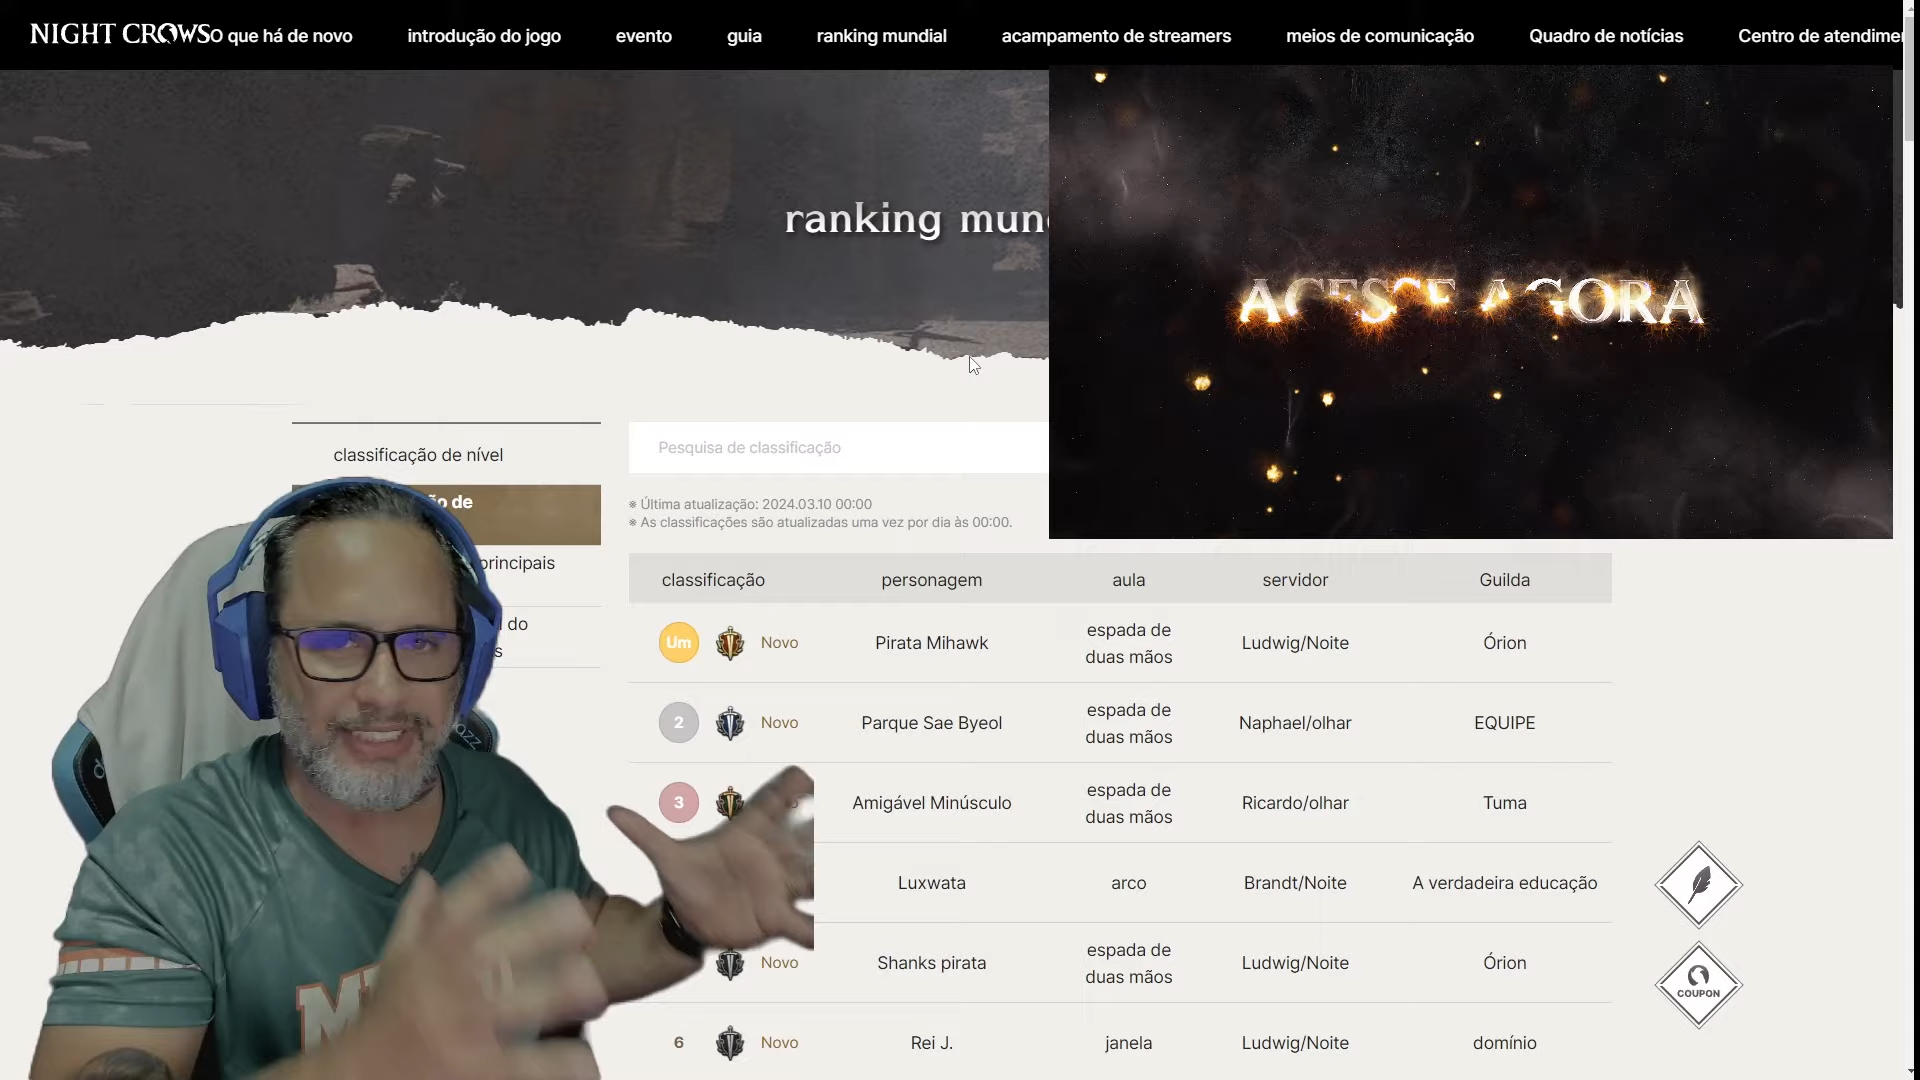 NIGHT CROWS
O que há de novo
introdução do jogo
evento
guia
ranking mundial
acampamento de streamers
meios de comunicação
Quadro de notícias
Centro de atendimen
ranking mun
ACESSE AGORA
classificação de nível
Pesquisa de classificação
o de
principais
do
s
※ Última atualização: 2024.03.10 00:00
※ As classificações são atualizadas uma vez por dia às 00:00.
classificação personagem aula servidor Guilda
Um Novo Pirata Mihawk espada de duas mãos Ludwig/Noite Órion
2 Novo Parque Sae Byeol espada de duas mãos Naphael/olhar EQUIPE
3 Amigável Minúsculo espada de duas mãos Ricardo/olhar Tuma
Luxwata arco Brandt/Noite A verdadeira educação
Novo Shanks pirata espada de duas mãos Ludwig/Noite Órion
6 Novo Rei J. janela Ludwig/Noite domínio
COUPON